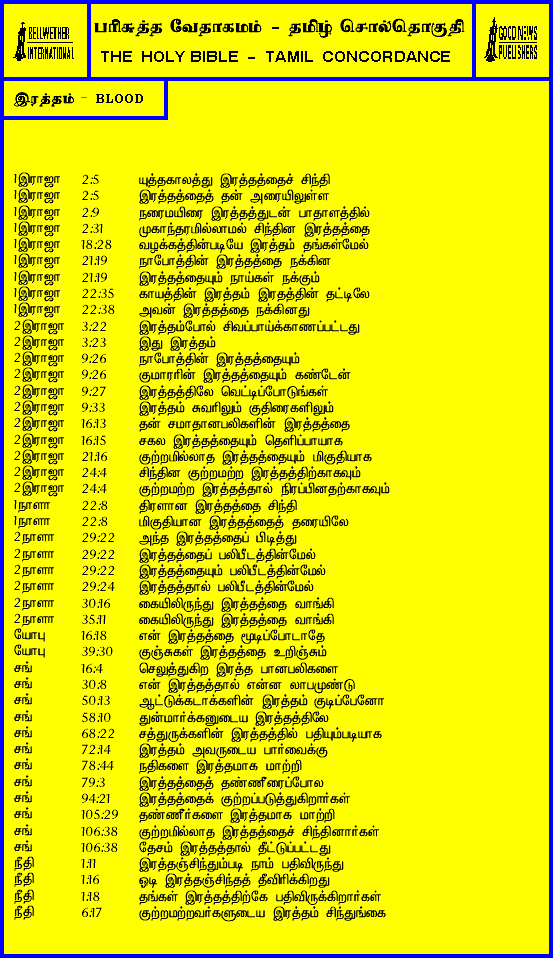 BELLWETHER
INTERNATIONAL
பரிசுத்த வேதாகமம் - தமிழ் சொல்தொகுதி
THE HOLY BIBLE - TAMIL CONCORDANCE
GOOD NEWS
PUBLISHERS
இரத்தம் - BLOOD
1இராஜா 2:5 யுத்தகாலத்து இரத்தத்தைச் சிந்தி
1இராஜா 2:5 இரத்தத்தைத் தன் அரையிலுள்ள
1இராஜா 2:9 நரைமயிரை இரத்தத்துடன் பாதாளத்தில்
1இராஜா 2:31 முகாந்தரமில்லாமல் சிந்தின இரத்தத்தை
1இராஜா 18:28 வழக்கத்தின்படியே இரத்தம் தங்கள்மேல்
1இராஜா 21:19 நாபோத்தின் இரத்தத்தை நக்கின
1இராஜா 21:19 இரத்தத்தையும் நாய்கள் நக்கும்
1இராஜா 22:35 காயத்தின் இரத்தம் இரதத்தின் தட்டிலே
1இராஜா 22:38 அவன் இரத்தத்தை நக்கினது
2இராஜா 3:22 இரத்தம்போல் சிவப்பாய்க்காணப்பட்டது
2இராஜா 3:23 இது இரத்தம்
2இராஜா 9:26 நாபோத்தின் இரத்தத்தையும்
2இராஜா 9:26 குமாரரின் இரத்தத்தையும் கண்டேன்
2இராஜா 9:27 இரத்தத்திலே வெட்டிப்போடுங்கள்
2இராஜா 9:33 இரத்தம் சுவரிலும் குதிரைகளிலும்
2இராஜா 16:13 தன் சமாதானபலிகளின் இரத்தத்தை
2இராஜா 16:15 சகல இரத்தத்தையும் தெளிப்பாயாக
2இராஜா 21:16 குற்றமில்லாத இரத்தத்தையும் மிகுதியாக
2இராஜா 24:4 சிந்தின குற்றமற்ற இரத்தத்திற்காகவும்
2இராஜா 24:4 குற்றமற்ற இரத்தத்தால் நிரப்பினதற்காகவும்
1நாளா 22:8 திரளான இரத்தத்தை சிந்தி
1நாளா 22:8 மிகுதியான இரத்தத்தைத் தரையிலே
2நாளா 29:22 அந்த இரத்தத்தைப் பிடித்து
2நாளா 29:22 இரத்தத்தைப் பலிபீடத்தின்மேல்
2நாளா 29:22 இரத்தத்தையும் பலிபீடத்தின்மேல்
2நாளா 29:24 இரத்தத்தால் பலிபீடத்தின்மேல்
2நாளா 30:16 கையிலிருந்து இரத்தத்தை வாங்கி
2நாளா 35:11 கையிலிருந்து இரத்தத்தை வாங்கி
யோபு 16:18 என் இரத்தத்தை மூடிப்போடாதே
யோபு 39:30 குஞ்சுகள் இரத்தத்தை உறிஞ்சும்
சங் 16:4 செலுத்துகிற இரத்த பானபலிகளை
சங் 30:8 என் இரத்தத்தால் என்ன லாபமுண்டு
சங் 50:13 ஆட்டுக்கடாக்களின் இரத்தம் குடிப்பேனோ
சங் 58:10 துன்மார்க்கனுடைய இரத்தத்திலே
சங் 68:22 சத்துருக்களின் இரத்தத்தில் பதியும்படியாக
சங் 72:14 இரத்தம் அவருடைய பார்வைக்கு
சங் 78:44 நதிகளை இரத்தமாக மாற்றி
சங் 79:3 இரத்தத்தைத் தண்ணீரைப்போல
சங் 94:21 இரத்தத்தைக் குற்றப்படுத்துகிறார்கள்
சங் 105:29 தண்ணீர்களை இரத்தமாக மாற்றி
சங் 106:38 குற்றமில்லாத இரத்தத்தைச் சிந்தினார்கள்
சங் 106:38 தேசம் இரத்தத்தால் தீட்டுப்பட்டது
நீதி 1:11 இரத்தஞ்சிந்தும்படி நாம் பதிவிருந்து
நீதி 1:16 ஓடி இரத்தஞ்சிந்தத் தீவிரிக்கிறது
நீதி 1:18 தங்கள் இரத்தத்திற்கே பதிவிருக்கிறார்கள்
நீதி 6:17 குற்றமற்றவர்களுடைய இரத்தம் சிந்துங்கை